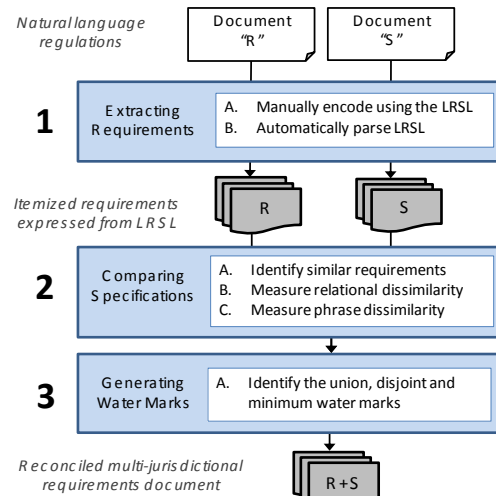 Natural language
regulations
Document
"R"
Document
"S"
1
Extracting
Requirements
A. Manually encode using the LRSL
B. Automatically parse LRSL
Itemized requirements
expressed from LRSL
R
S
2
Comparing
Specifications
A. Identify similar requirements
B. Measure relational dissimilarity
C. Measure phrase dissimilarity
3
Generating
Water Marks
A. Identify the union, disjoint and
minimum water marks
Reconciled multi-jurisdictional
requirements document
R+S